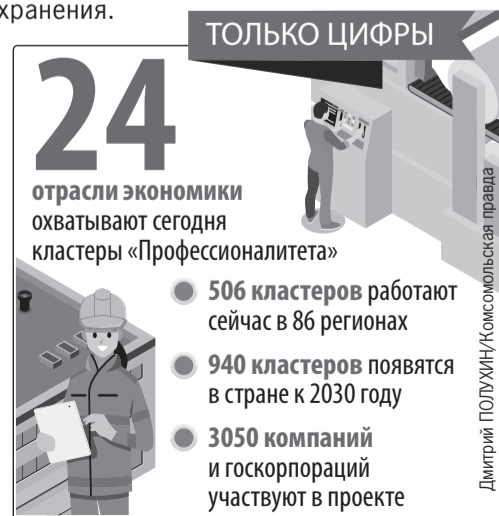 хранения.
ТОЛЬКО ЦИФРЫ
24
отрасли экономики
охватывают сегодня
кластеры «Профессионалитета»
506 кластеров работают
сейчас в 86 регионах
940 кластеров появятся
в стране к 2030 году
3050 компаний
и госкорпораций
участвуют в проекте
Дмитрий ПОЛУХИН/Комсомольская правда